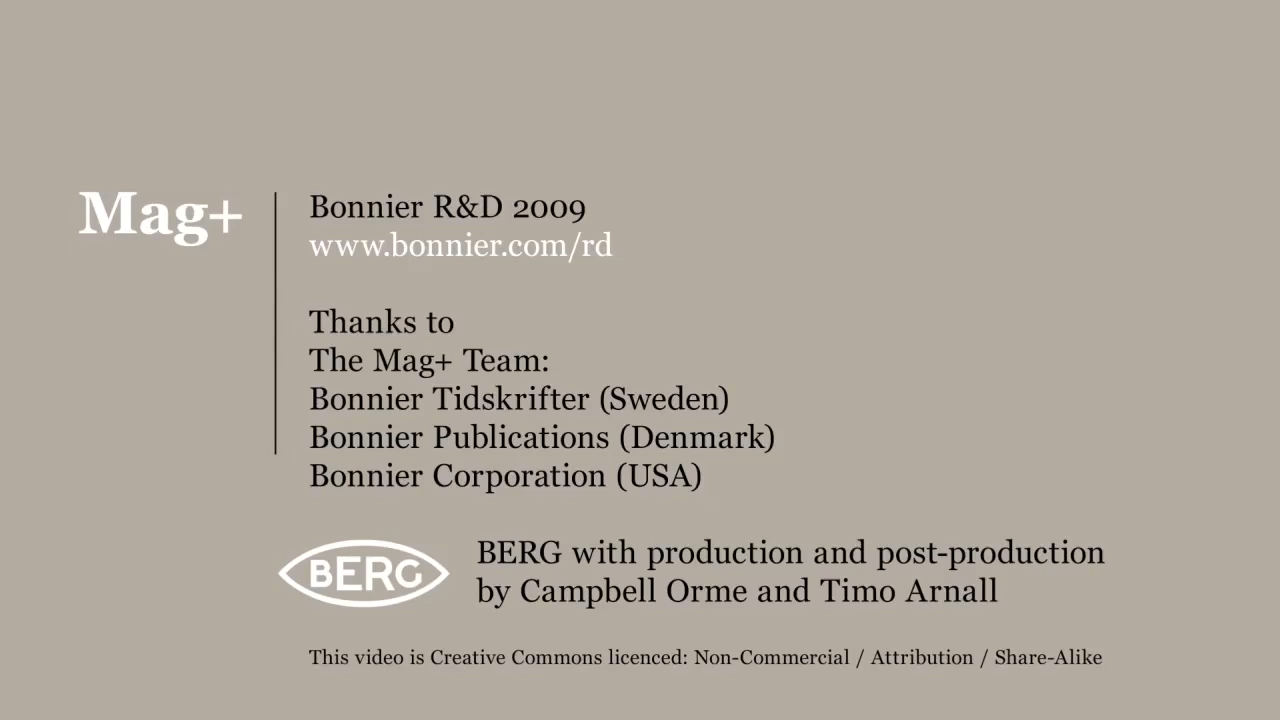 Mag+
Bonnier R&D 2009
www.bonnier.com/rd
Thanks to
The Mag+ Team:
Bonnier Tidskrifter (Sweden)
Bonnier Publications (Denmark)
Bonnier Corporation (USA)
BERG
BERG with production and post-production
by Campbell Orme and Timo Arnall
This video is Creative Commons licenced: Non-Commercial / Attribution / Share-Alike